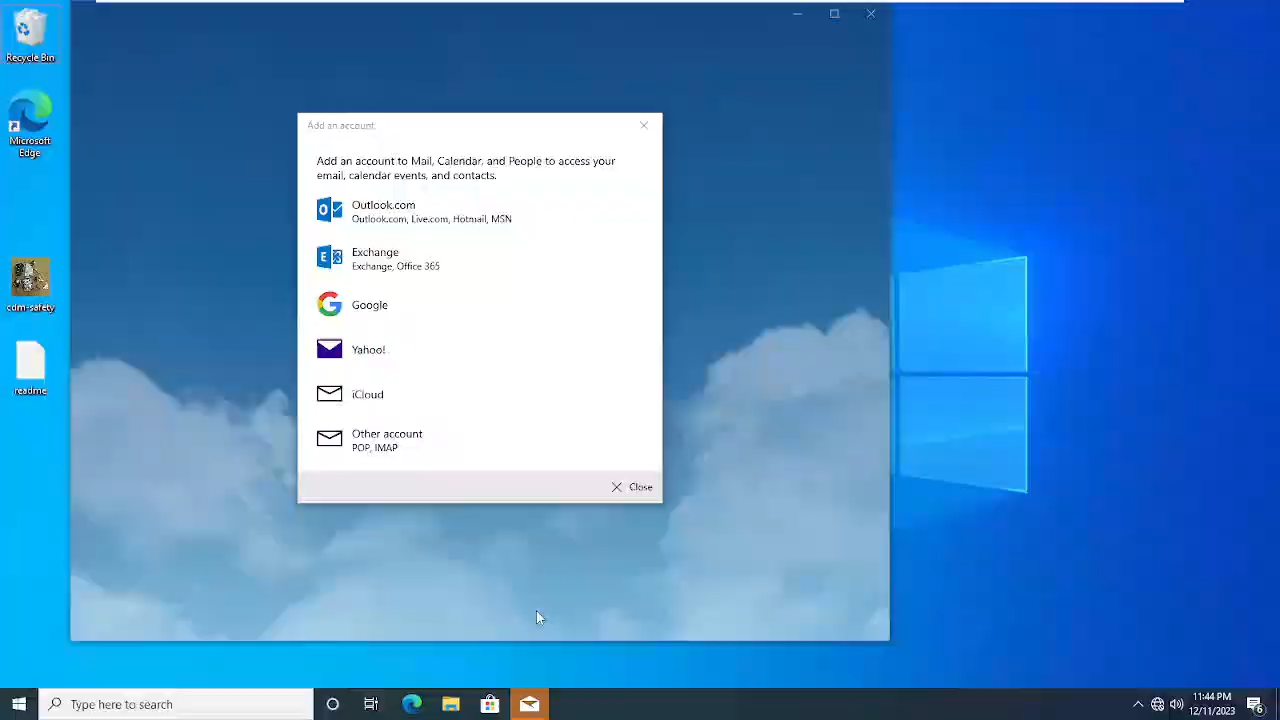 Recycle Bin
Microsoft
Edge
cdm-safety
readme
Add an account
Add an account to Mail, Calendar, and People to access your
email, calendar events, and contacts.
Outlook.com
Outlook.com, Live.com, Hotmail, MSN
Exchange
Exchange, Office 365
Google
Yahoo!
iCloud
Other account
POP, IMAP
Close
Type here to search
11:44 PM
12/11/2023
6